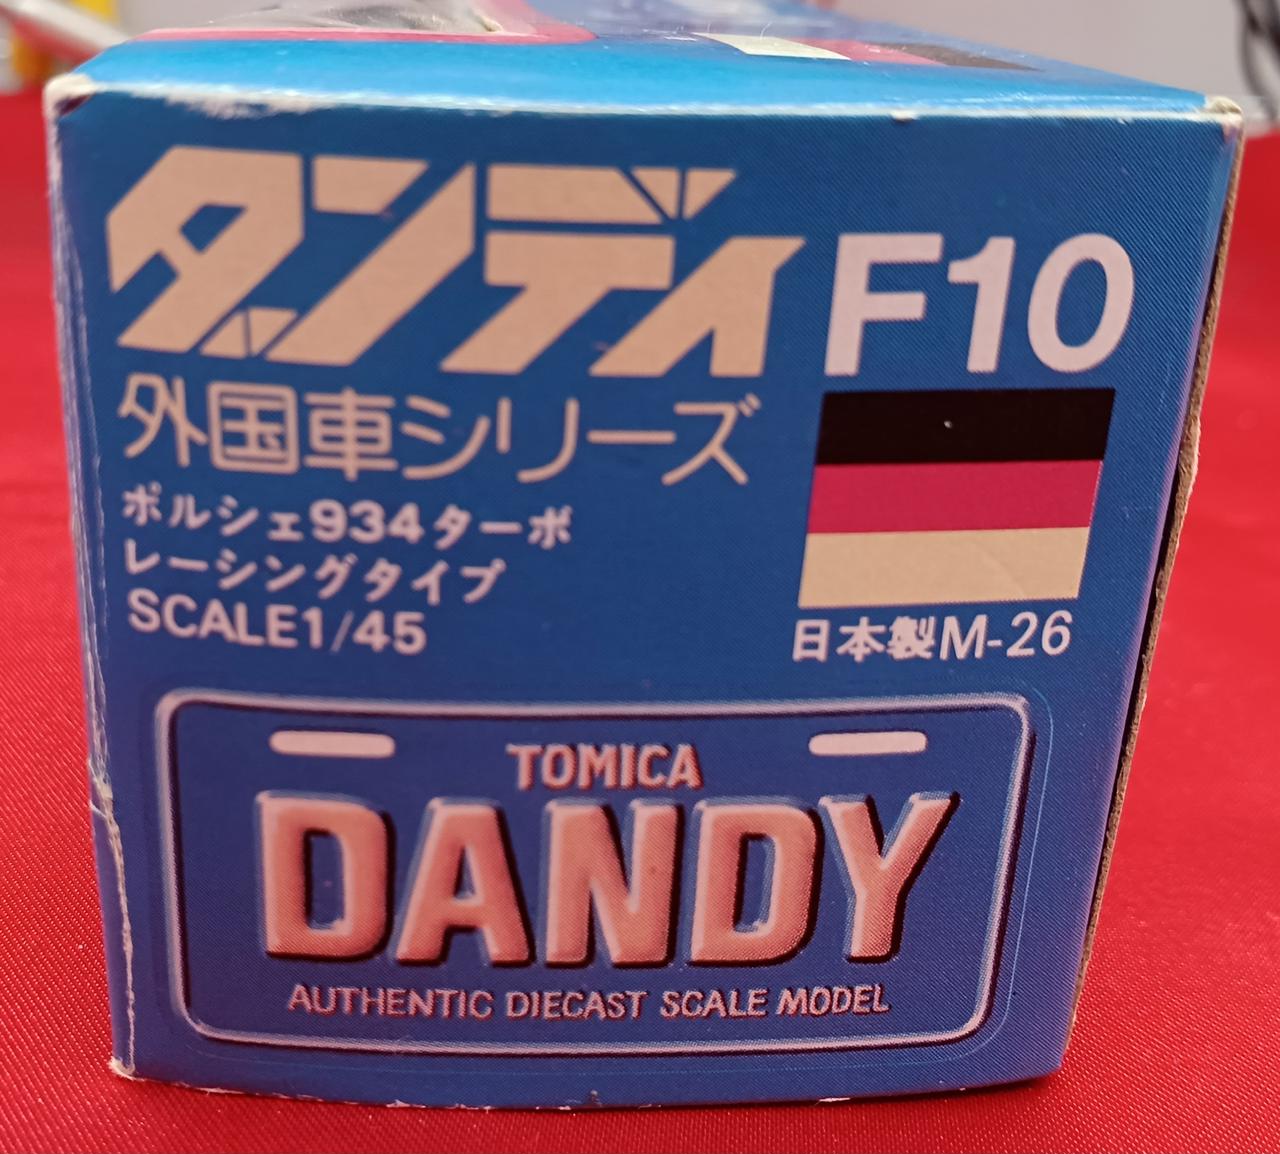 ダンディ F10
外国車シリーズ
ポルシェ934ターボ
レーシングタイプ
SCALE1/45
日本製M-26
TOMICA
DANDY
AUTHENTIC DIECAST SCALE MODEL